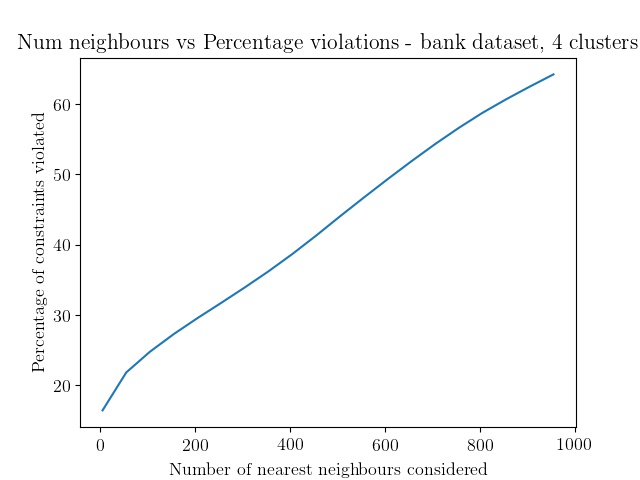 Num neighbours vs Percentage violations - bank dataset, 4 clusters
60
50
40
30
20
Percentage of constraints violated
0 200 400 600 800 1000
Number of nearest neighbours considered